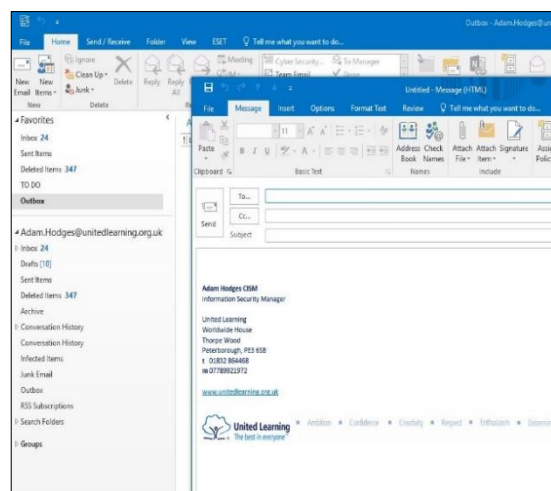 Outbox - Adam.Hodges@un
File Home Send / Receive Folder View ESET Tell me what you want to do...
New Email
New Items
Ignore
Clean Up
Junk
Delete
Reply
Reply All
Meeting
Cyber Security...
To Manager
Team Email
New
Delete
Favorites
Inbox 24
Sent Items
Deleted Items 347
TO DO
Outbox
Adam.Hodges@unitedlearning.org.uk
Inbox 24
Drafts [10]
Sent Items
Deleted Items 347
Archive
Conversation History
Conversation History
Infected Items
Junk Email
Outbox
RSS Subscriptions
Search Folders
Groups
Untitled - Message (HTML)
File Message Insert Options Format Text Review Tell me what you want to do...
Paste
11
B I U
Address Book
Check Names
Attach File
Attach Item
Signature
Clipboard
Basic Text
Names
Include
Send
To...
Cc...
Subject
Adam Hodges CISM
Information Security Manager
United Learning
Worldwide House
Thorpe Wood
Peterborough, PE3 6SB
t 01832 864468
m 07789921972
www.unitedlearning.org.uk
United Learning
The best in everyone
Ambition Confidence Creativity Respect Enthusiasm Determin